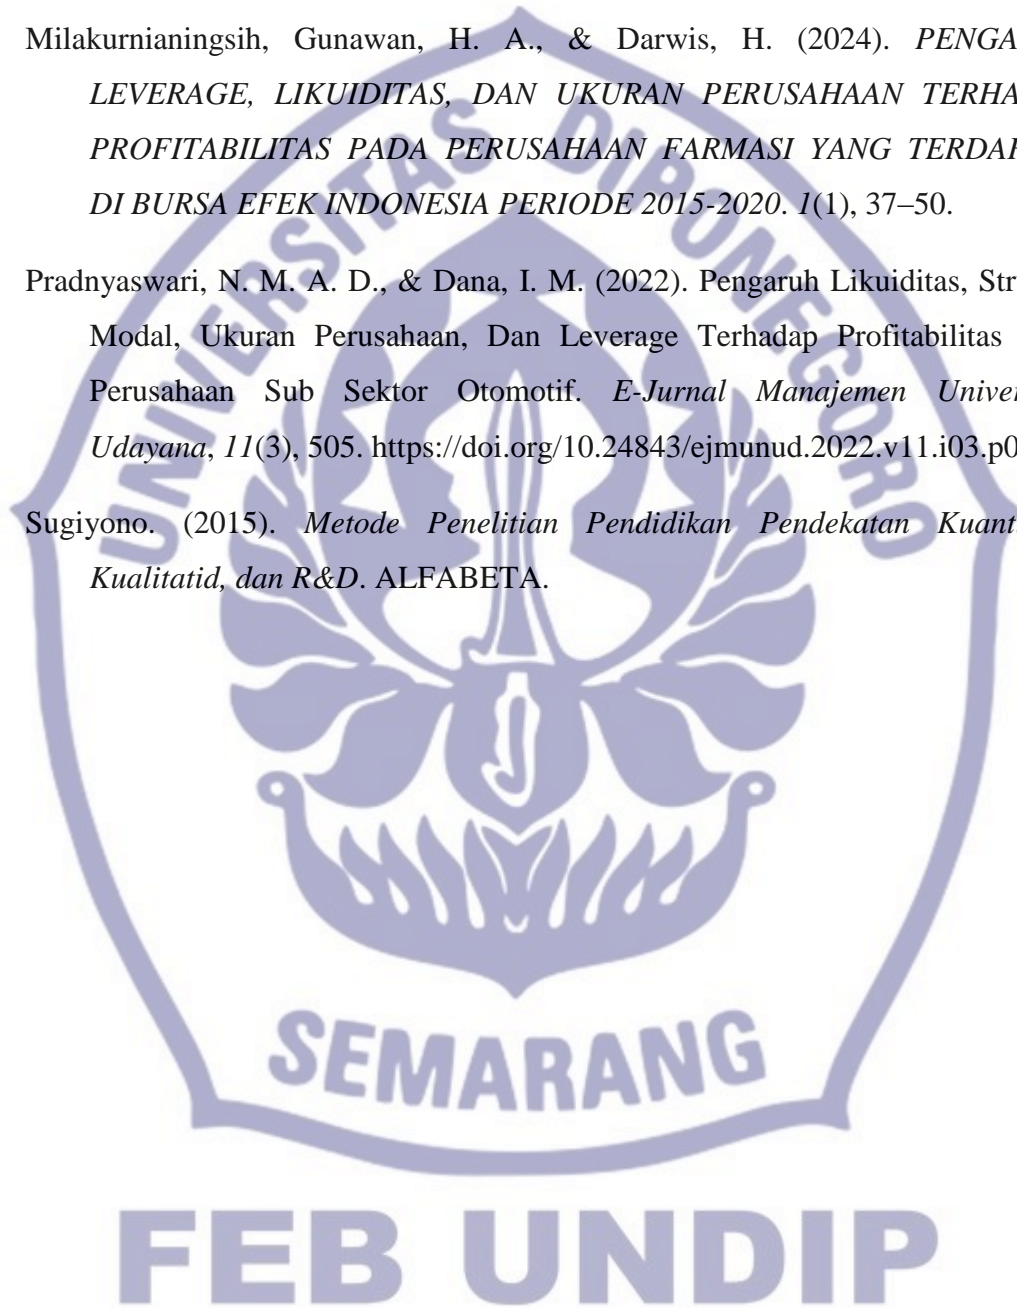 Milakurnianingsih, Gunawan, H. A., & Darwis, H. (2024). PENGA
LEVERAGE, LIKUIDITAS, DAN UKURAN PERUSAHAAN TERHA
PROFITABILITAS PADA PERUSAHAAN FARMASI YANG TERDA
DI BURSA EFEK INDONESIA PERIODE 2015-2020. 1(1), 37–50.
Pradnyaswari, N. M. A. D., & Dana, I. M. (2022). Pengaruh Likuiditas, Str
Modal, Ukuran Perusahaan, Dan Leverage Terhadap Profitabilitas
Perusahaan Sub Sektor Otomotif. E-Jurnal Manajemen Univer
Udayana, 11(3), 505. https://doi.org/10.24843/ejmunud.2022.v11.i03.p0
Sugiyono. (2015). Metode Penelitian Pendidikan Pendekatan Kuant
Kualitatid, dan R&D. ALFABETA.
UNIVERSITAS DIPONEGORO
SEMARANG
FEB UNDIP